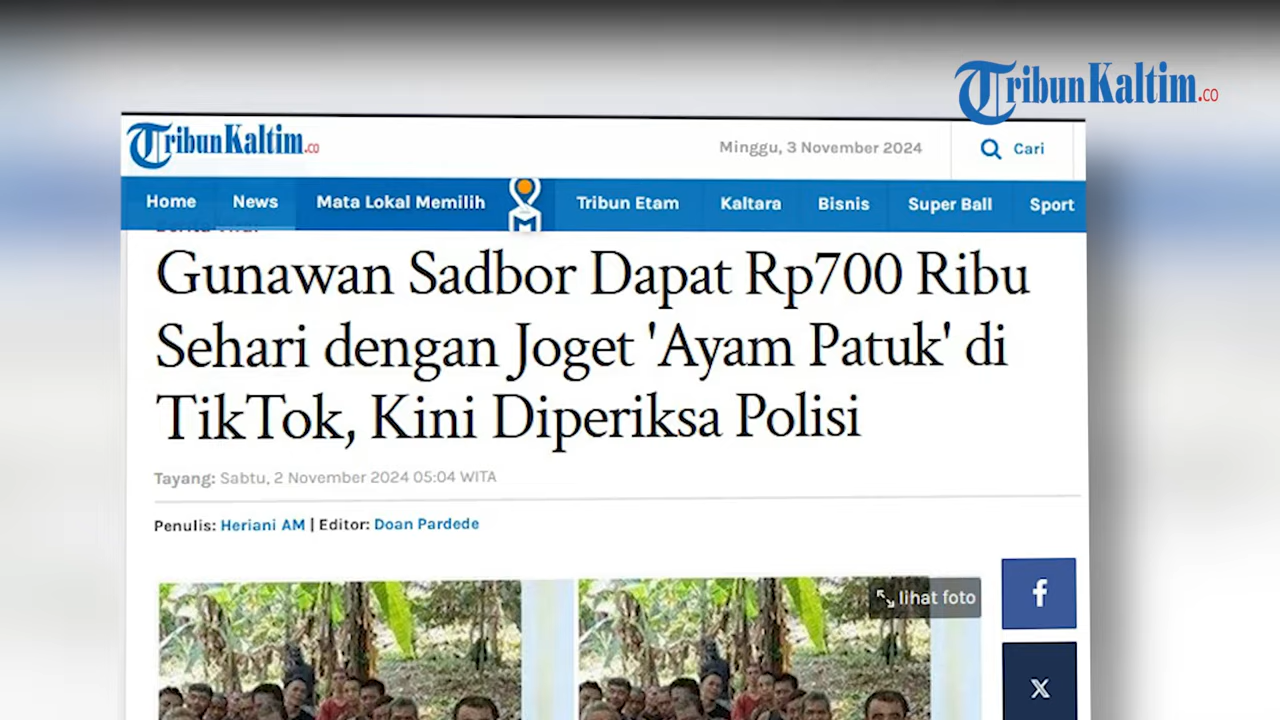 TribunKaltim.co
TribunKaltim.co
Minggu, 3 November 2024
Cari
Home
News
Mata Lokal Memilih
Tribun Etam
Kaltara
Bisnis
Super Ball
Sport
Gunawan Sadbor Dapat Rp700 Ribu
Sehari dengan Joget 'Ayam Patuk' di
TikTok, Kini Diperiksa Polisi
Tayang: Sabtu, 2 November 2024 05:04 WITA
Penulis: Heriani AM | Editor: Doan Pardede
lihat foto